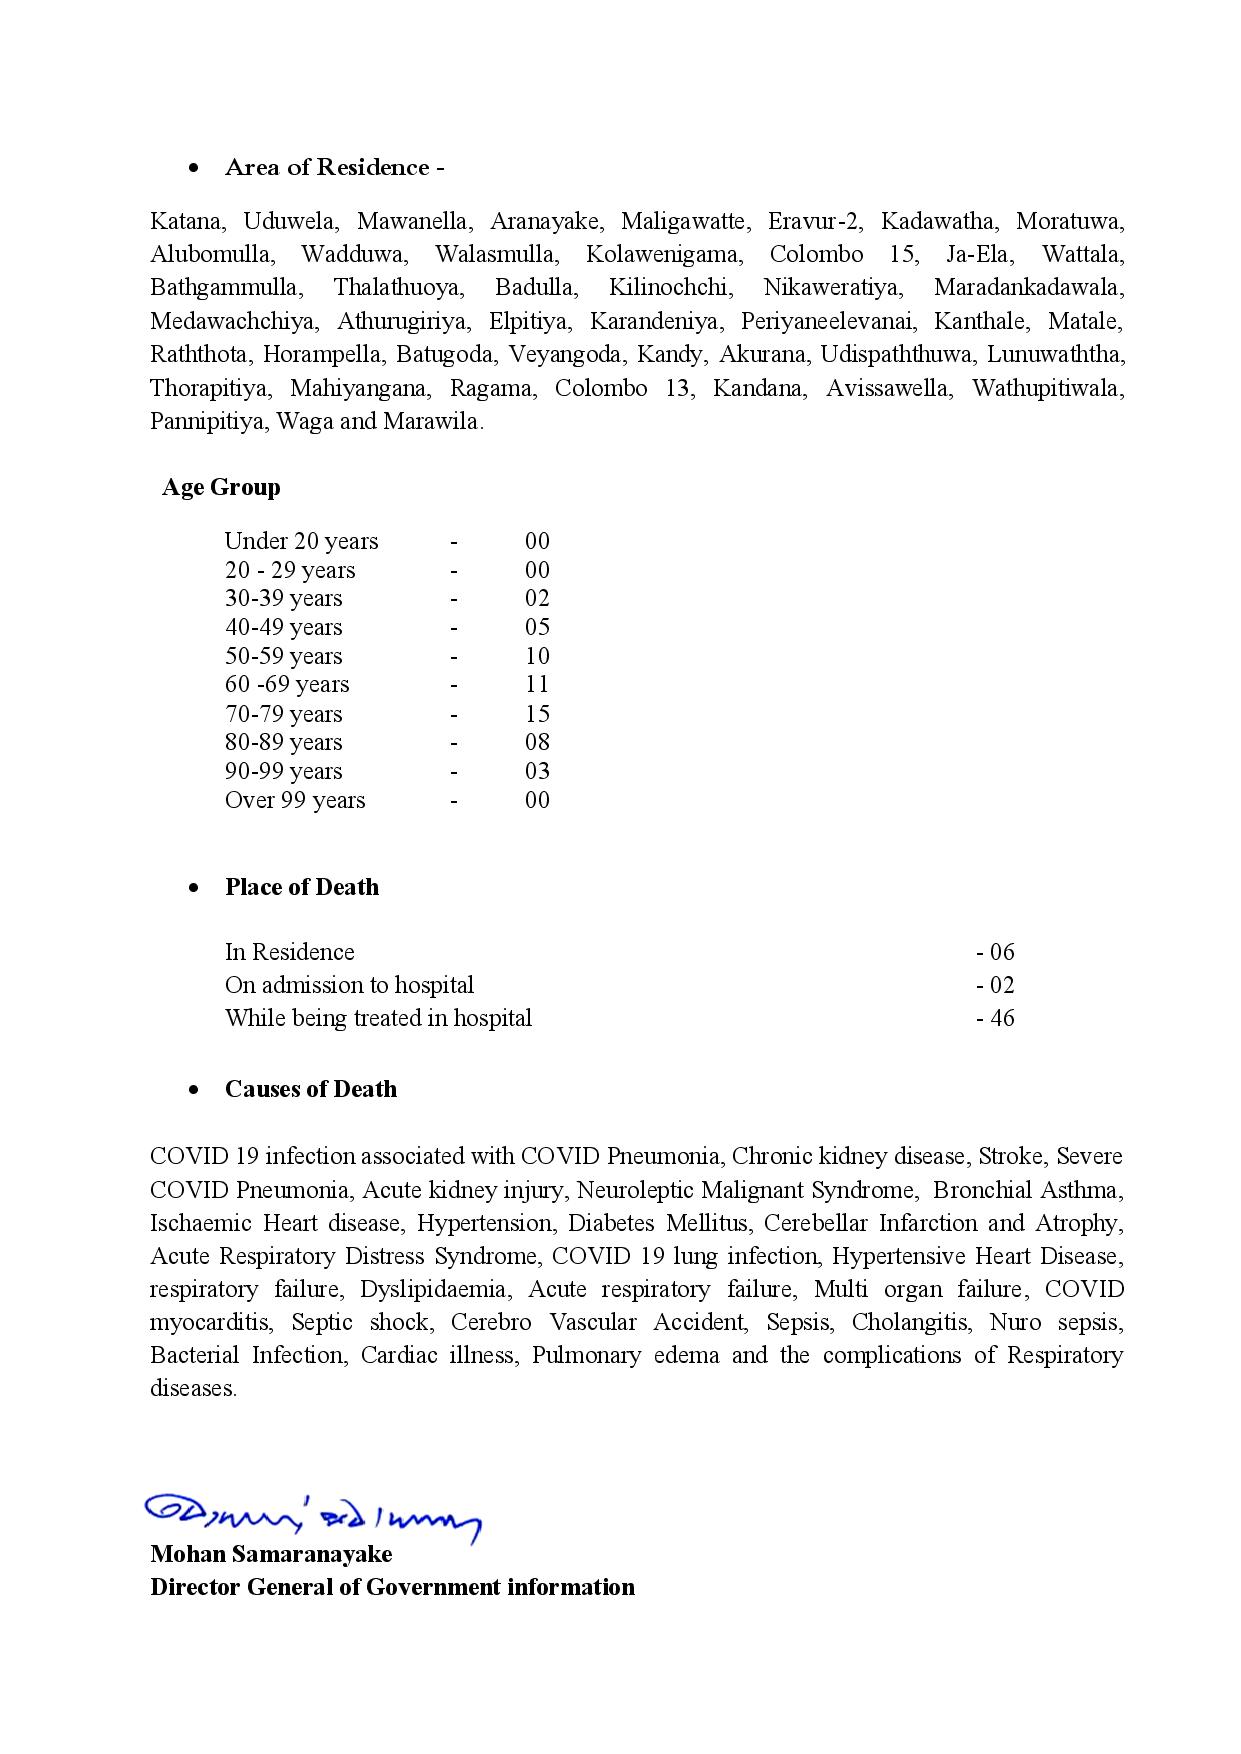 • Area of Residence -
Katana, Uduwela, Mawanella, Aranayake, Maligawatte, Eravur-2, Kadawatha, Moratuwa,
Alubomulla, Wadduwa, Walasmulla, Kolawenigama, Colombo 15, Ja-Ela, Wattala,
Bathgammulla, Thalathuoya, Badulla, Kilinochchi, Nikaweratiya, Maradankadawala,
Medawachchiya, Athurugiriya, Elpitiya, Karandeniya, Periyaneelevanai, Kanthale, Matale,
Raththota, Horampella, Batugoda, Veyangoda, Kandy, Akurana, Udispaththuwa, Lunuwaththa,
Thorapitiya, Mahiyangana, Ragama, Colombo 13, Kandana, Avissawella, Wathupitiwala,
Pannipitiya, Waga and Marawila.
Age Group
Under 20 years - 00
20 - 29 years - 00
30-39 years - 02
40-49 years - 05
50-59 years - 10
60 -69 years - 11
70-79 years - 15
80-89 years - 08
90-99 years - 03
Over 99 years - 00
• Place of Death
In Residence - 06
On admission to hospital - 02
While being treated in hospital - 46
• Causes of Death
COVID 19 infection associated with COVID Pneumonia, Chronic kidney disease, Stroke, Severe
COVID Pneumonia, Acute kidney injury, Neuroleptic Malignant Syndrome, Bronchial Asthma,
Ischaemic Heart disease, Hypertension, Diabetes Mellitus, Cerebellar Infarction and Atrophy,
Acute Respiratory Distress Syndrome, COVID 19 lung infection, Hypertensive Heart Disease,
respiratory failure, Dyslipidaemia, Acute respiratory failure, Multi organ failure, COVID
myocarditis, Septic shock, Cerebro Vascular Accident, Sepsis, Cholangitis, Nuro sepsis,
Bacterial Infection, Cardiac illness, Pulmonary edema and the complications of Respiratory
diseases.
Mohan Samaranayake
Director General of Government information